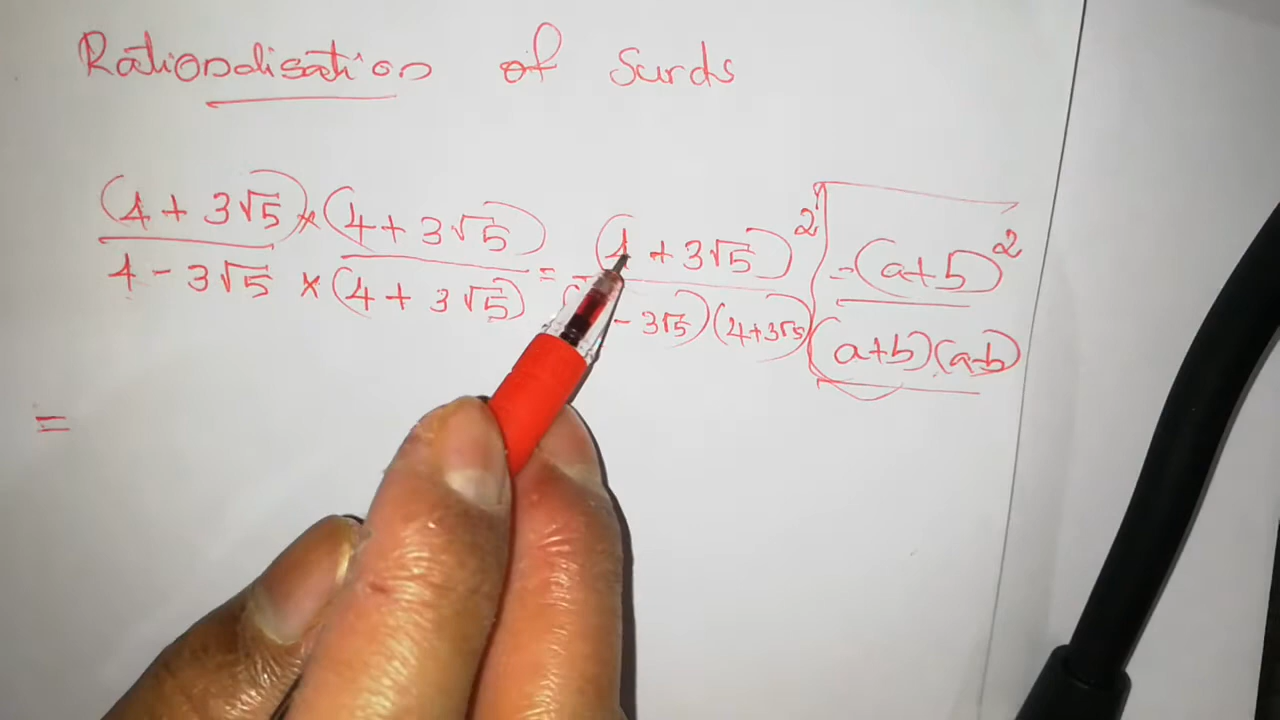 Rationalisation of Surds
(4 + 3√5) × (4 + 3√5) = (4 + 3√5)² - (a+b)²
4 - 3√5 × (4 + 3√5) ( - 3√5)(4+3√5) (a+b)(a-b)
=